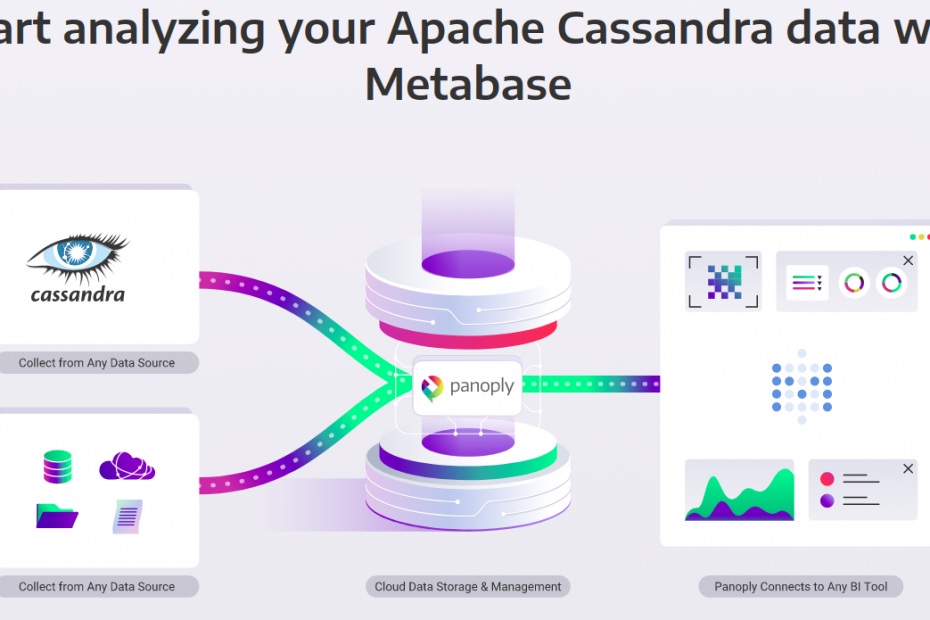 art analyzing your Apache Cassandra data w
Metabase
cassandra
Collect from Any Data Source
panoply
Collect from Any Data Source
Cloud Data Storage & Management
Panoply Connects to Any BI Tool